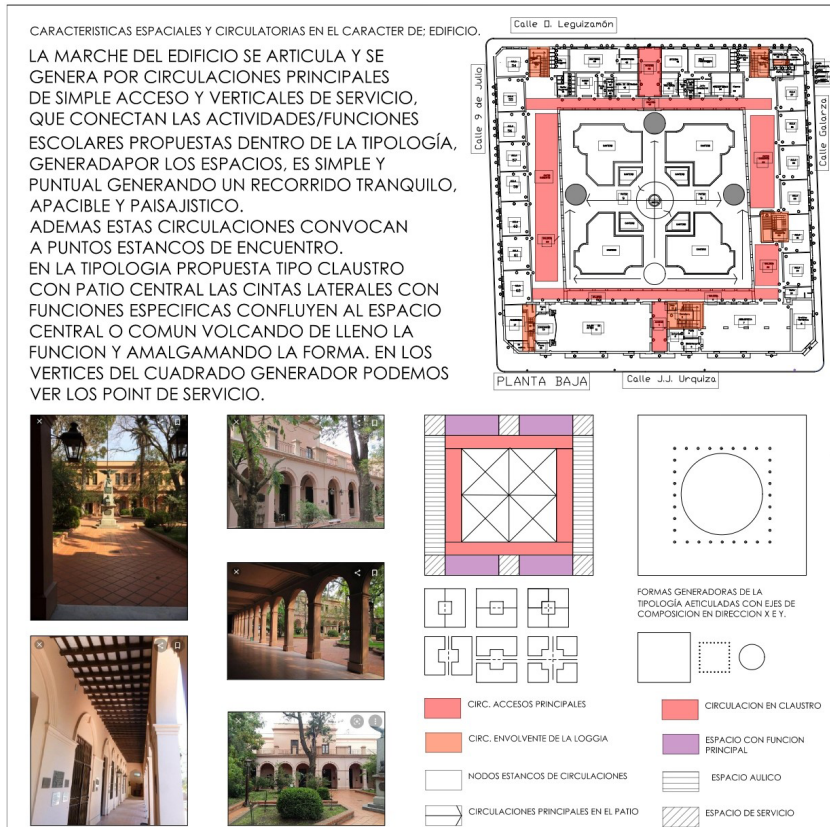 CARACTERISTICAS ESPACIALES Y CIRCULATORIAS EN EL CARACTER DE; EDIFICIO.
LA MARCHE DEL EDIFICIO SE ARTICULA Y SE
GENERA POR CIRCULACIONES PRINCIPALES
DE SIMPLE ACCESO Y VERTICALES DE SERVICIO,
QUE CONECTAN LAS ACTIVIDADES/FUNCIONES
ESCOLARES PROPUESTAS DENTRO DE LA TIPOLOGÍA,
GENERADAPOR LOS ESPACIOS, ES SIMPLE Y
PUNTUAL GENERANDO UN RECORRIDO TRANQUILO,
APACIBLE Y PAISAJISTICO.
ADEMAS ESTAS CIRCULACIONES CONVOCAN
A PUNTOS ESTANCOS DE ENCUENTRO.
EN LA TIPOLOGIA PROPUESTA TIPO CLAUSTRO
CON PATIO CENTRAL LAS CINTAS LATERALES CON
FUNCIONES ESPECIFICAS CONFLUYEN AL ESPACIO
CENTRAL O COMUN VOLCANDO DE LLENO LA
FUNCION Y AMALGAMANDO LA FORMA. EN LOS
VERTICES DEL CUADRADO GENERADOR PODEMOS
VER LOS POINT DE SERVICIO.
Calle O. Leguizamón
Calle 9 de Julio
Calle Galarza
PLANTA BAJA
Calle J.J. Urquiza
FORMAS GENERADORAS DE LA
TIPOLOGÍA AETICULADAS CON EJES DE
COMPOSICION EN DIRECCION X E Y.
CIRC. ACCESOS PRINCIPALES
CIRC. ENVOLVENTE DE LA LOGGIA
NODOS ESTANCOS DE CIRCULACIONES
CIRCULACIONES PRINCIPALES EN EL PATIO
CIRCULACION EN CLAUSTRO
ESPACIO CON FUNCION
PRINCIPAL
ESPACIO AULICO
ESPACIO DE SERVICIO